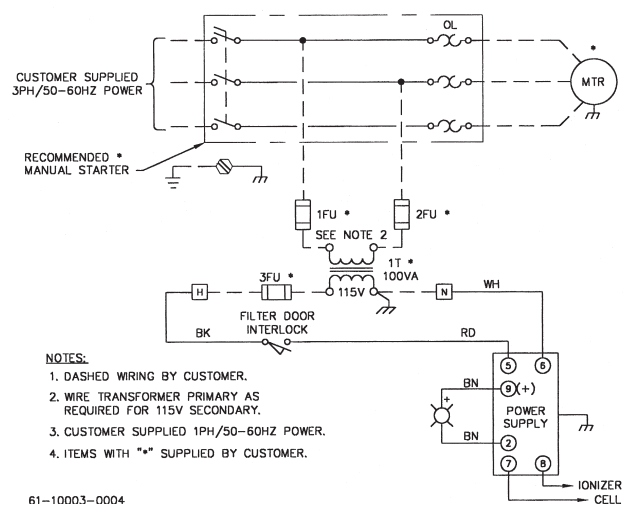 OL
*
CUSTOMER SUPPLIED
3PH/50-60HZ POWER
MTR
RECOMMENDED *
MANUAL STARTER
1FU *
2FU *
SEE NOTE 2
1T *
100VA
3FU *
H
115V
N
WH
FILTER DOOR
INTERLOCK
BK
RD
NOTES:
1. DASHED WIRING BY CUSTOMER.
2. WIRE TRANSFORMER PRIMARY AS
REQUIRED FOR 115V SECONDARY.
3. CUSTOMER SUPPLIED 1PH/50-60HZ POWER.
4. ITEMS WITH "*" SUPPLIED BY CUSTOMER.
5 6
BN
9 (+)
+
POWER
SUPPLY
BN
2
7 8
IONIZER
CELL
61-10003-0004